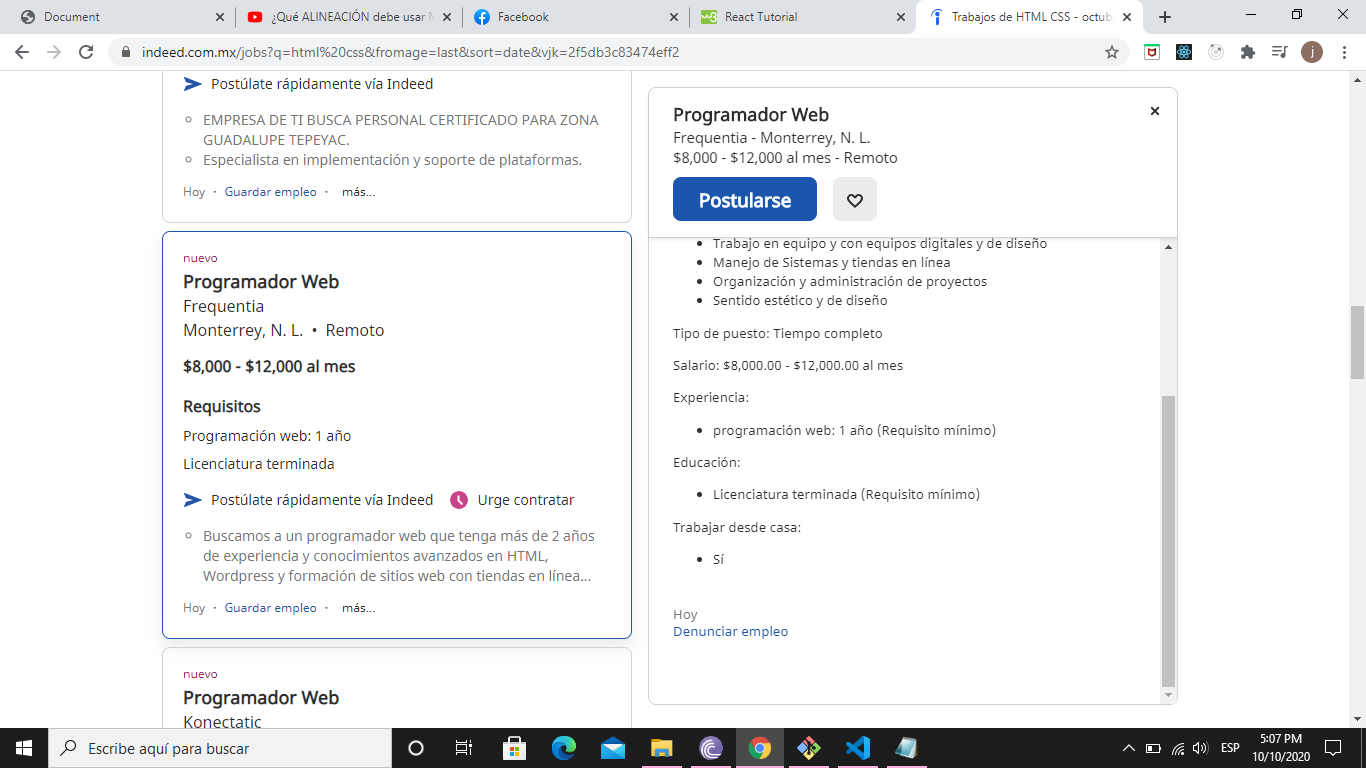 Document
¿Qué ALINEACIÓN debe usar M
Facebook
React Tutorial
Trabajos de HTML CSS - octub
indeed.com.mx/jobs?q=html%20css&fromage=last&sort=date&vjk=2f5db3c83474eff2
j
Postúlate rápidamente vía Indeed
EMPRESA DE TI BUSCA PERSONAL CERTIFICADO PARA ZONA
GUADALUPE TEPEYAC.
Especialista en implementación y soporte de plataformas.
Hoy · Guardar empleo · más...
nuevo
Programador Web
Frequentia
Monterrey, N. L. • Remoto
$8,000 - $12,000 al mes
Requisitos
Programación web: 1 año
Licenciatura terminada
Postúlate rápidamente vía Indeed Urge contratar
Buscamos a un programador web que tenga más de 2 años
de experiencia y conocimientos avanzados en HTML,
Wordpress y formación de sitios web con tiendas en línea…
Hoy · Guardar empleo · más...
nuevo
Programador Web
Konectatic
Programador Web
Frequentia - Monterrey, N. L.
$8,000 - $12,000 al mes - Remoto
Postularse
Trabajo en equipo y con equipos digitales y de diseño
Manejo de Sistemas y tiendas en línea
Organización y administración de proyectos
Sentido estético y de diseño
Tipo de puesto: Tiempo completo
Salario: $8,000.00 - $12,000.00 al mes
Experiencia:
programación web: 1 año (Requisito mínimo)
Educación:
Licenciatura terminada (Requisito mínimo)
Trabajar desde casa:
Sí
Hoy
Denunciar empleo
Escribe aquí para buscar
ESP
5:07 PM
10/10/2020